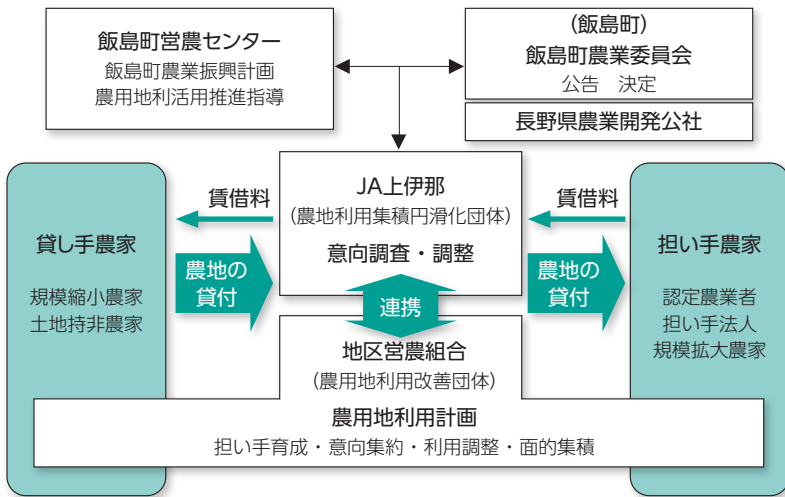 飯島町営農センター
飯島町農業振興計画
農用地利活用推進指導
(飯島町)
飯島町農業委員会
公告　決定
長野県農業開発公社
JA上伊那
(農地利用集積円滑化団体)
意向調査・調整
賃借料
賃借料
貸し手農家
規模縮小農家
土地持非農家
農地の
貸付
農地の
貸付
担い手農家
認定農業者
担い手法人
規模拡大農家
連携
地区営農組合
(農用地利用改善団体)
農用地利用計画
担い手育成・意向集約・利用調整・面的集積